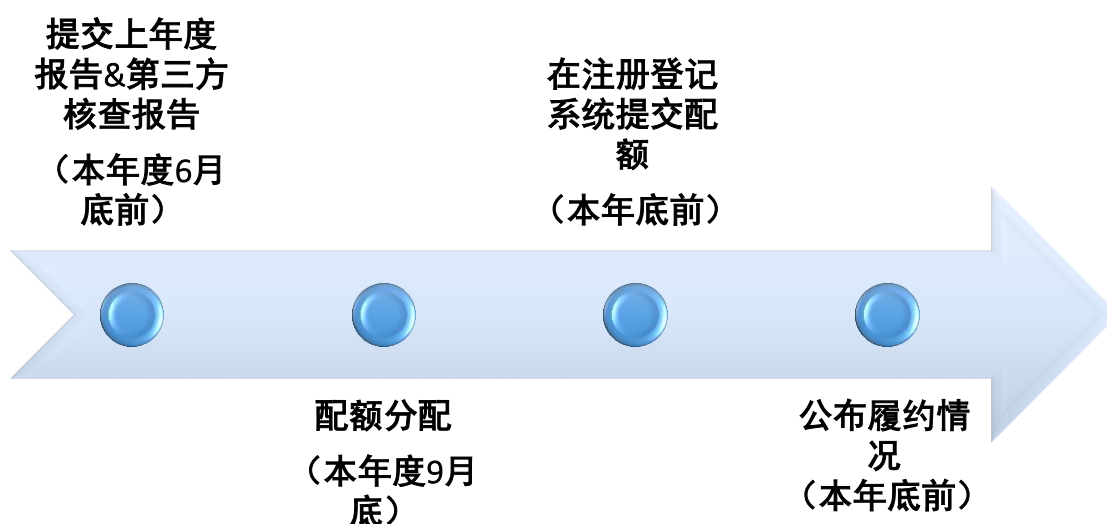 提交上年度
报告&第三方
核查报告
（本年度6月
底前）
配额分配
（本年度9月
底）
在注册登记
系统提交配
额
（本年底前）
公布履约情
况
（本年底前）